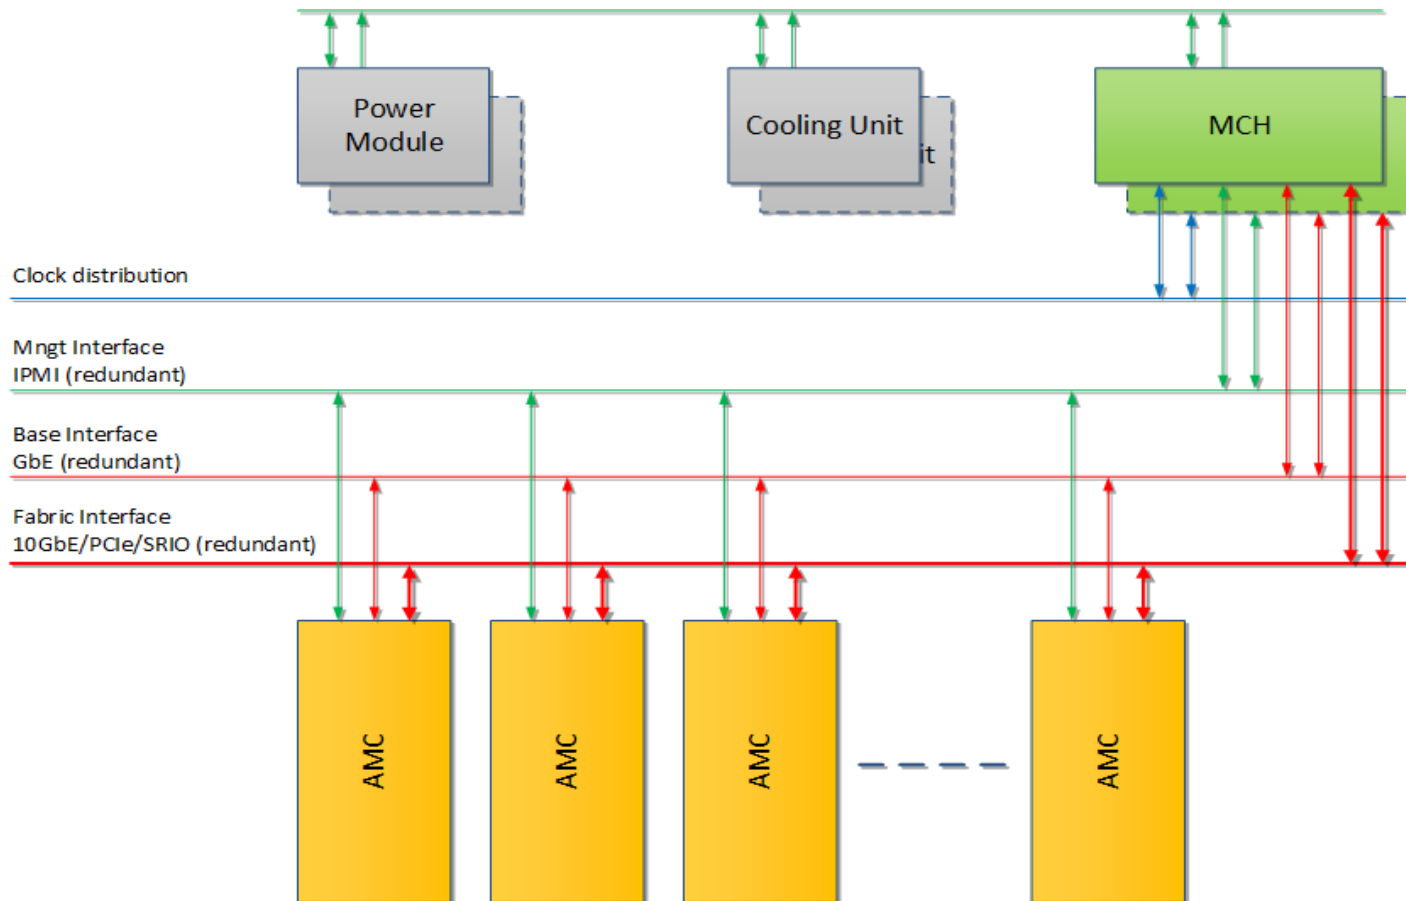 Power
Module
Cooling Unit
it
MCH
Clock distribution
Mngt Interface
IPMI (redundant)
Base Interface
GbE (redundant)
Fabric Interface
10GbE/PCIe/SRIO (redundant)
AMC
AMC
AMC
AMC